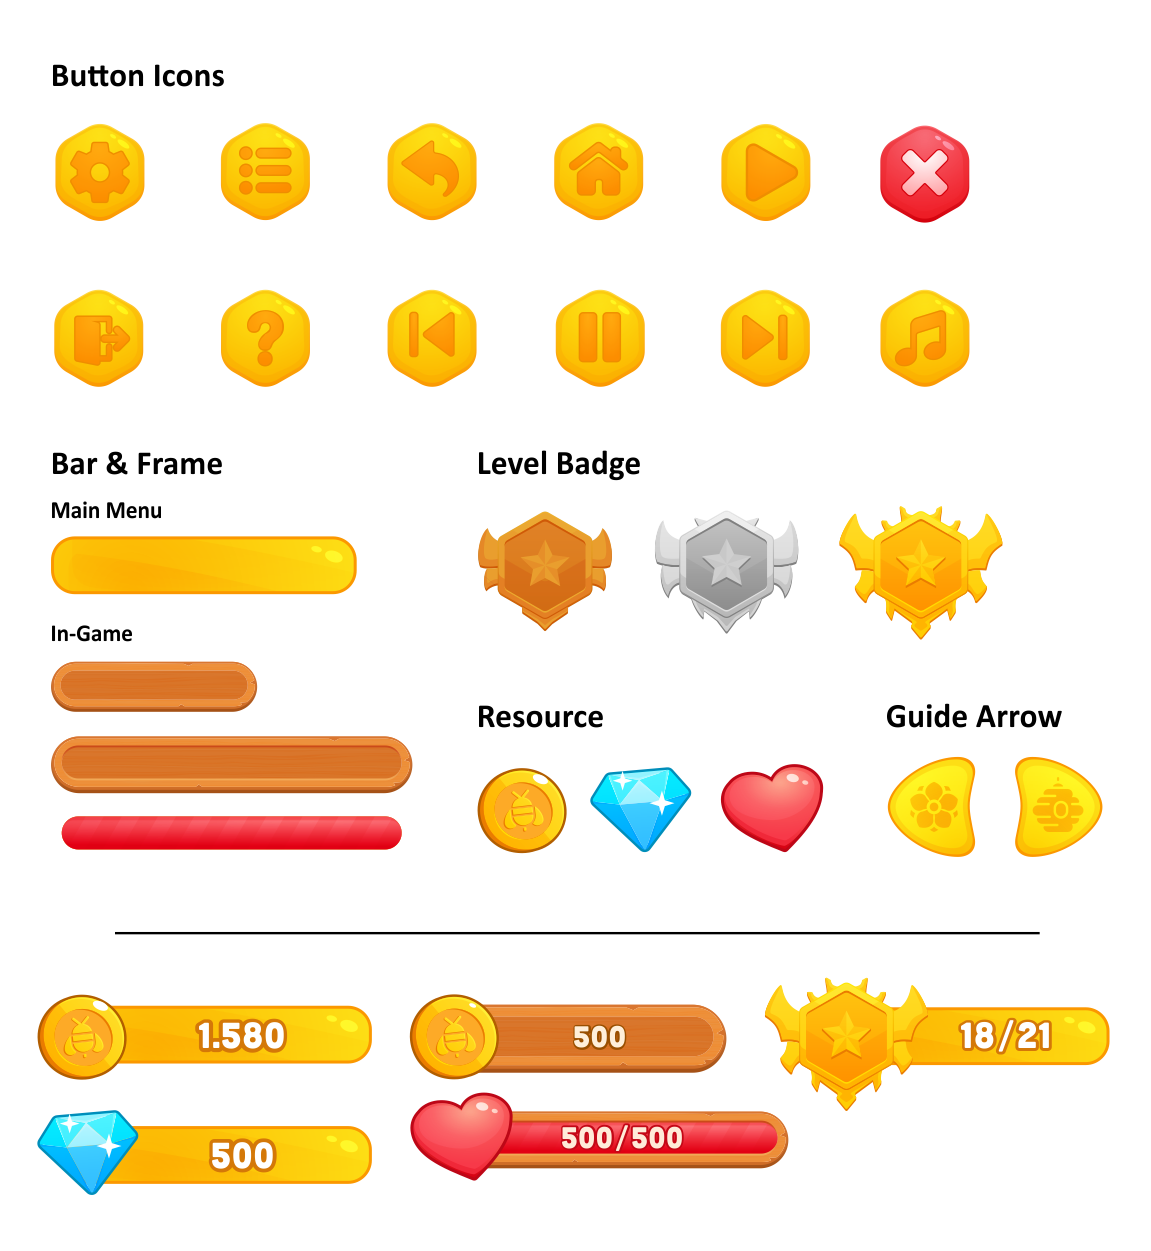 Button Icons
Bar & Frame
Level Badge
Main Menu
In-Game
Resource
Guide Arrow
1.580
500
18/21
500
500/500